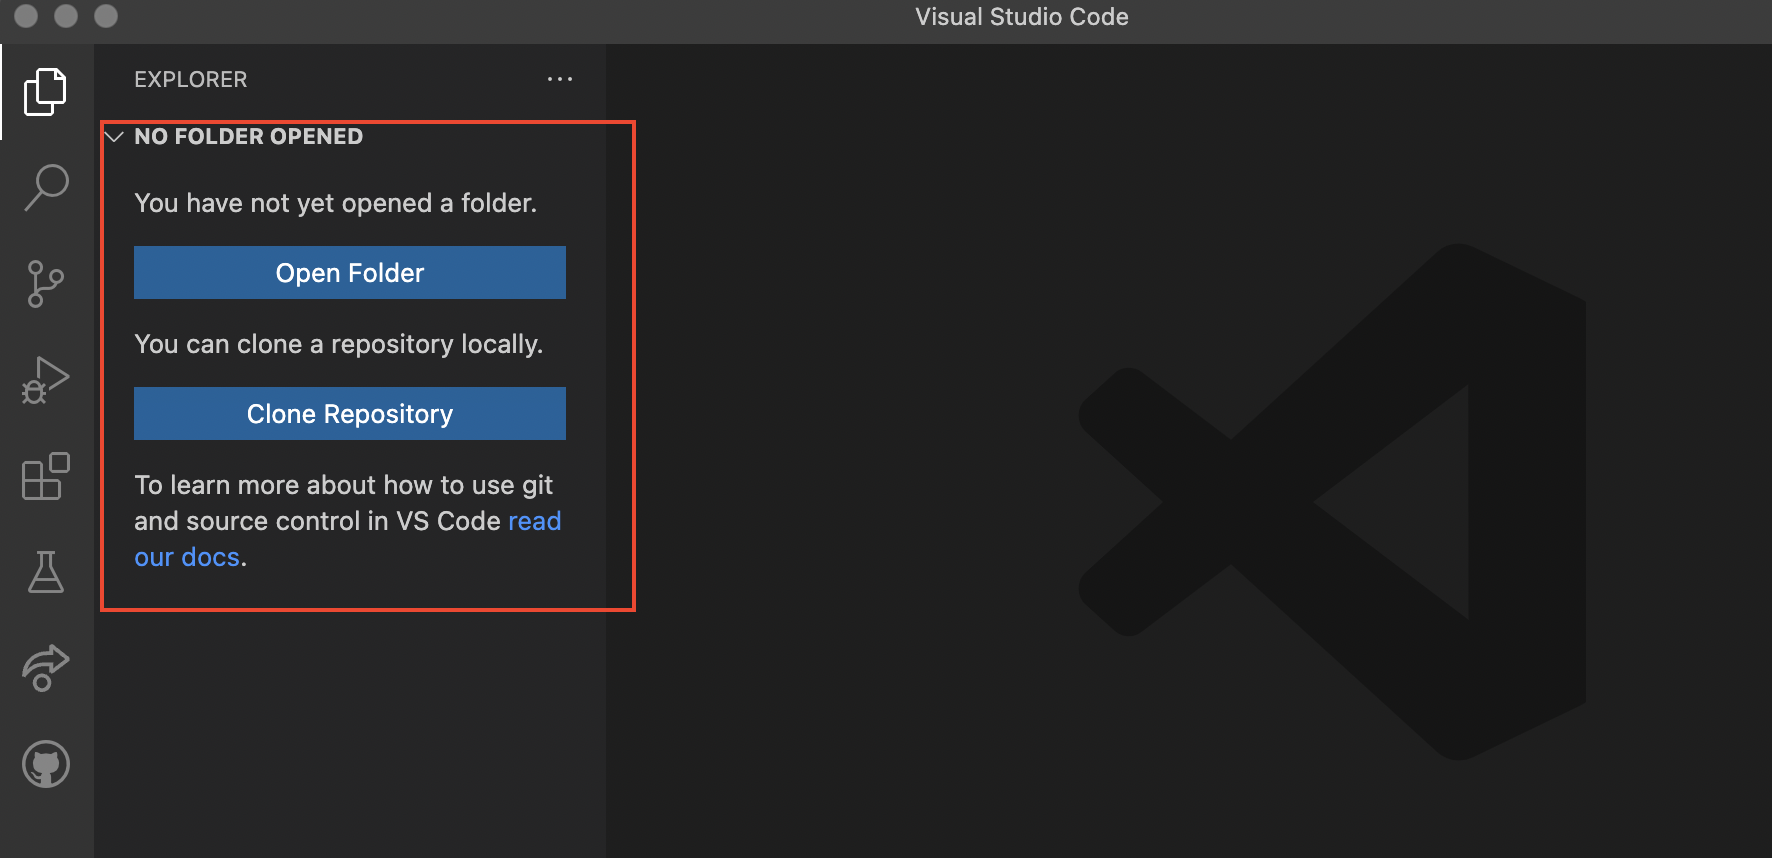 Visual Studio Code
EXPLORER
NO FOLDER OPENED
You have not yet opened a folder.
Open Folder
You can clone a repository locally.
Clone Repository
To learn more about how to use git
and source control in VS Code read
our docs.